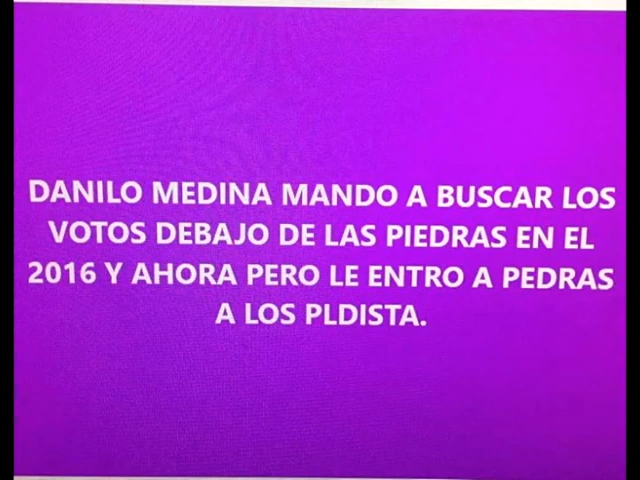 DANILO MEDINA MANDO A BUSCAR LOS
VOTOS DEBAJO DE LAS PIEDRAS EN EL
2016 Y AHORA PERO LE ENTRO A PEDRAS
A LOS PLDISTA.